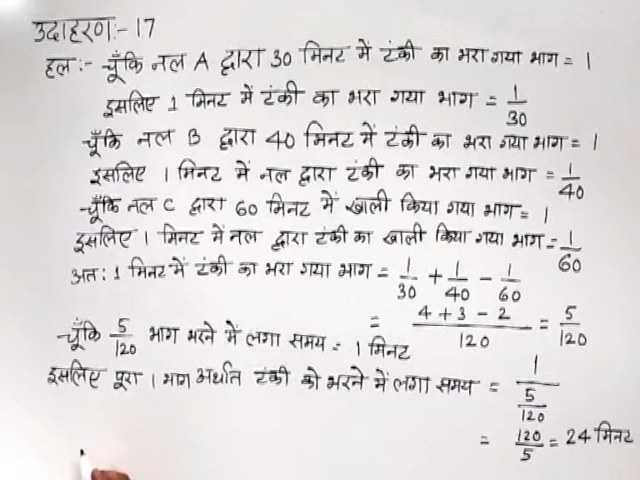 उदाहरण:- 17
हल:- चूँकि नल A द्वारा 30 मिनट में टंकी का भरा गया भाग = 1
इसलिए 1 मिनट में टंकी का भरा गया भाग = 1/30
चूँकि नल B द्वारा 40 मिनट में टंकी का भरा गया भाग = 1
इसलिए 1 मिनट में नल द्वारा टंकी का भरा गया भाग = 1/40
चूँकि नल C द्वारा 60 मिनट में खाली किया गया भाग = 1
इसलिए 1 मिनट में नल द्वारा टंकी का खाली किया गया भाग = 1/60
अत: 1 मिनट में टंकी का भरा गया भाग = 1/30 + 1/40 - 1/60
= 4 + 3 - 2/120 = 5/120
चूँकि 5/120 भाग भरने में लगा समय = 1 मिनट
इसलिए पूरा 1 भाग अर्थात टंकी को भरने में लगा समय = 1/5/120
= 120/5 = 24 मिनट